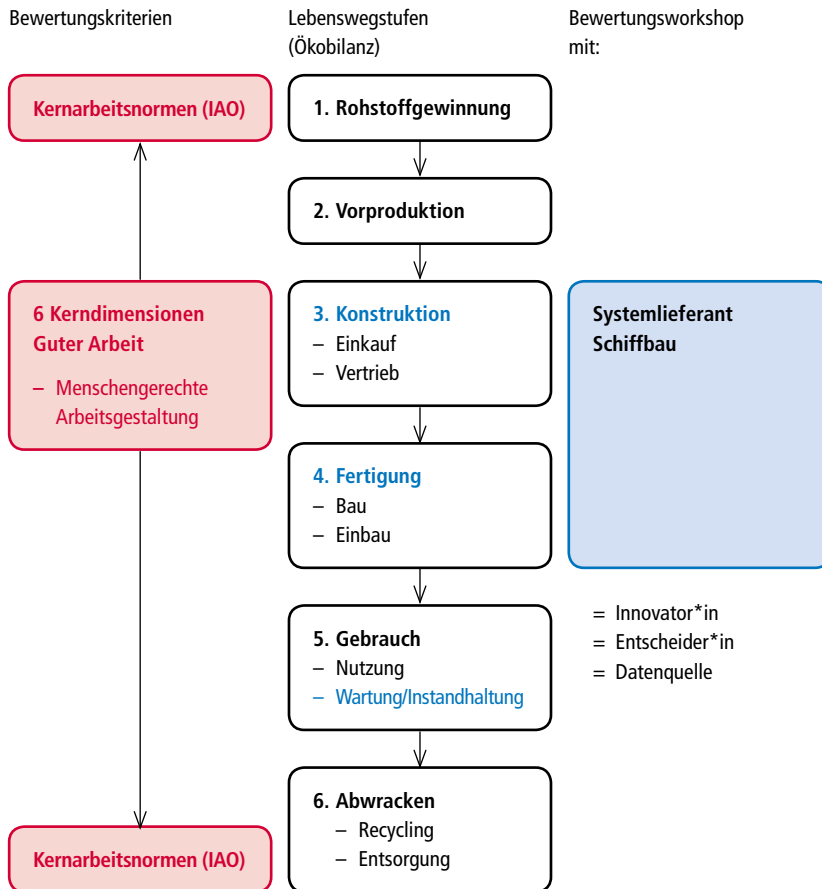 Bewertungskriterien
Lebenswegstufen
(Ökobilanz)
Bewertungsworkshop
mit:
Kernarbeitsnormen (IAO)
1. Rohstoffgewinnung
2. Vorproduktion
6 Kerndimensionen
Guter Arbeit
– Menschengerechte
Arbeitsgestaltung
3. Konstruktion
– Einkauf
– Vertrieb
Systemlieferant
Schiffbau
4. Fertigung
– Bau
– Einbau
5. Gebrauch
– Nutzung
– Wartung/Instandhaltung
= Innovator*in
= Entscheider*in
= Datenquelle
6. Abwracken
– Recycling
– Entsorgung
Kernarbeitsnormen (IAO)